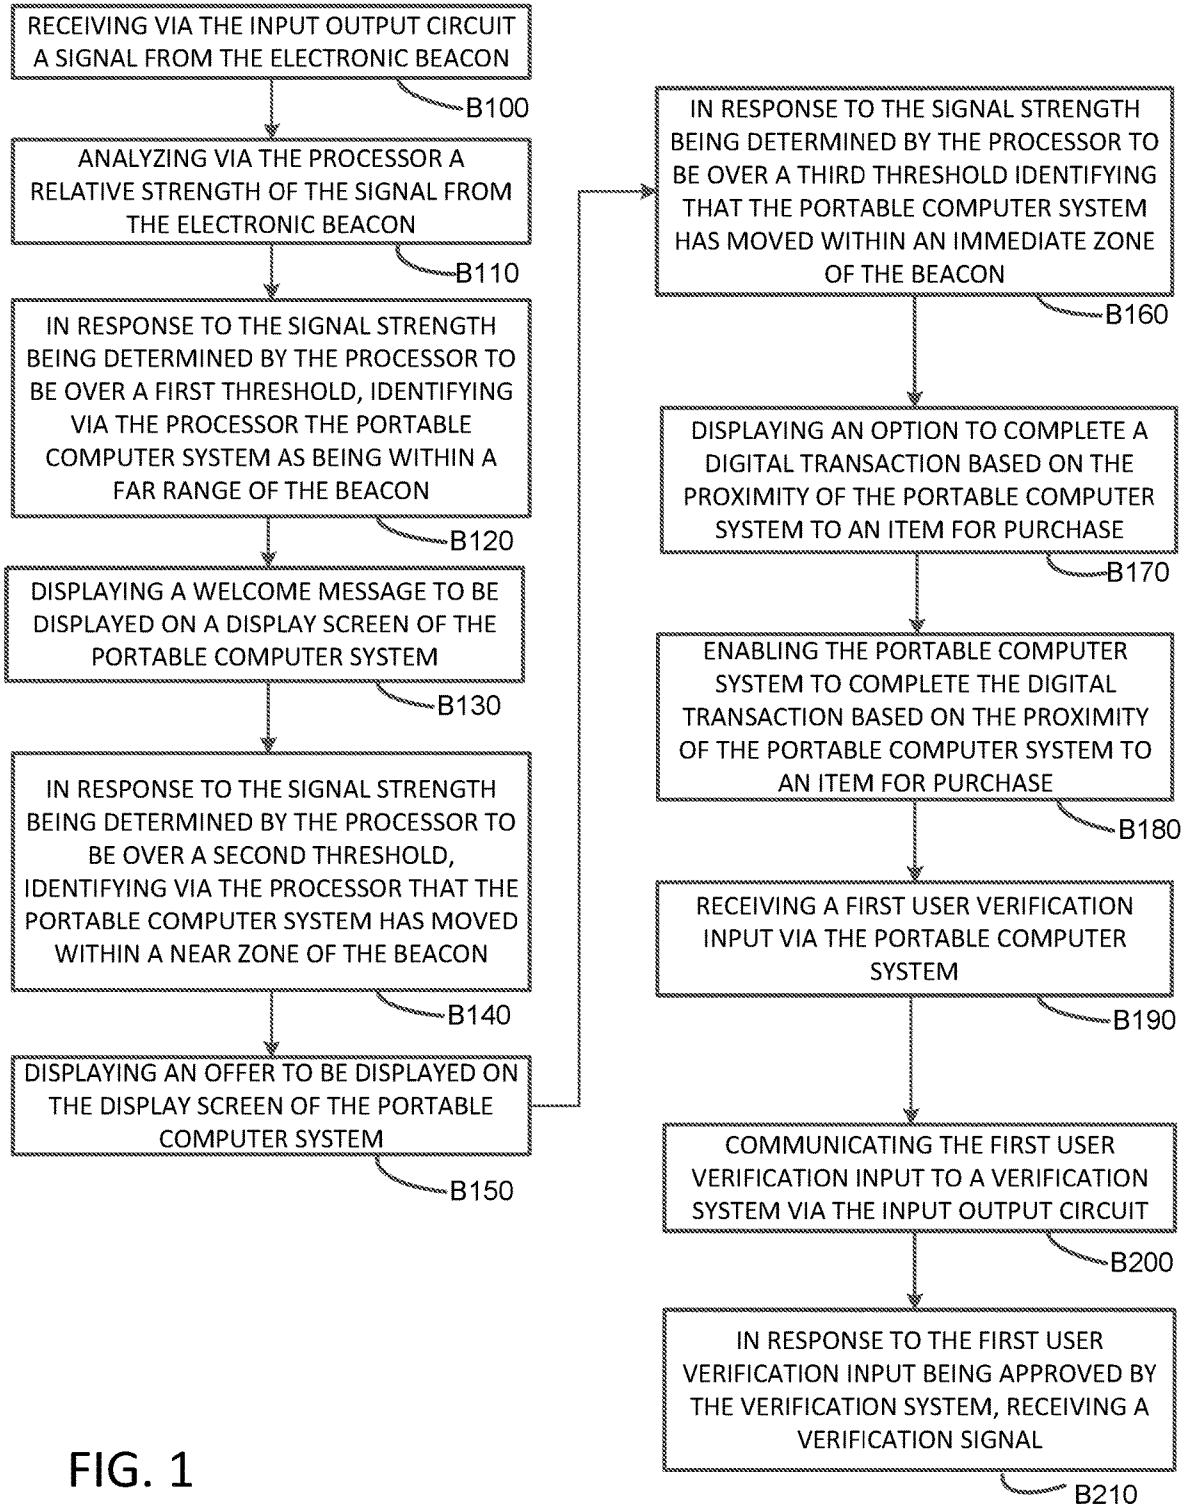 RECEIVING VIA THE INPUT OUTPUT CIRCUIT
A SIGNAL FROM THE ELECTRONIC BEACON
B100
ANALYZING VIA THE PROCESSOR A
RELATIVE STRENGTH OF THE SIGNAL FROM
THE ELECTRONIC BEACON
B110
IN RESPONSE TO THE SIGNAL STRENGTH
BEING DETERMINED BY THE PROCESSOR TO
BE OVER A FIRST THRESHOLD, IDENTIFYING
VIA THE PROCESSOR THE PORTABLE
COMPUTER SYSTEM AS BEING WITHIN A
FAR RANGE OF THE BEACON
B120
DISPLAYING A WELCOME MESSAGE TO BE
DISPLAYED ON A DISPLAY SCREEN OF THE
PORTABLE COMPUTER SYSTEM
B130
IN RESPONSE TO THE SIGNAL STRENGTH
BEING DETERMINED BY THE PROCESSOR TO
BE OVER A SECOND THRESHOLD,
IDENTIFYING VIA THE PROCESSOR THAT THE
PORTABLE COMPUTER SYSTEM HAS MOVED
WITHIN A NEAR ZONE OF THE BEACON
B140
DISPLAYING AN OFFER TO BE DISPLAYED ON
THE DISPLAY SCREEN OF THE PORTABLE
COMPUTER SYSTEM
B150
IN RESPONSE TO THE SIGNAL STRENGTH
BEING DETERMINED BY THE PROCESSOR TO
BE OVER A THIRD THRESHOLD IDENTIFYING
THAT THE PORTABLE COMPUTER SYSTEM
HAS MOVED WITHIN AN IMMEDIATE ZONE
OF THE BEACON
B160
DISPLAYING AN OPTION TO COMPLETE A
DIGITAL TRANSACTION BASED ON THE
PROXIMITY OF THE PORTABLE COMPUTER
SYSTEM TO AN ITEM FOR PURCHASE
B170
ENABLING THE PORTABLE COMPUTER
SYSTEM TO COMPLETE THE DIGITAL
TRANSACTION BASED ON THE PROXIMITY
OF THE PORTABLE COMPUTER SYSTEM TO
AN ITEM FOR PURCHASE
B180
RECEIVING A FIRST USER VERIFICATION
INPUT VIA THE PORTABLE COMPUTER
SYSTEM
B190
COMMUNICATING THE FIRST USER
VERIFICATION INPUT TO A VERIFICATION
SYSTEM VIA THE INPUT OUTPUT CIRCUIT
B200
IN RESPONSE TO THE FIRST USER
VERIFICATION INPUT BEING APPROVED BY
THE VERIFICATION SYSTEM, RECEIVING A
VERIFICATION SIGNAL
B210
FIG. 1